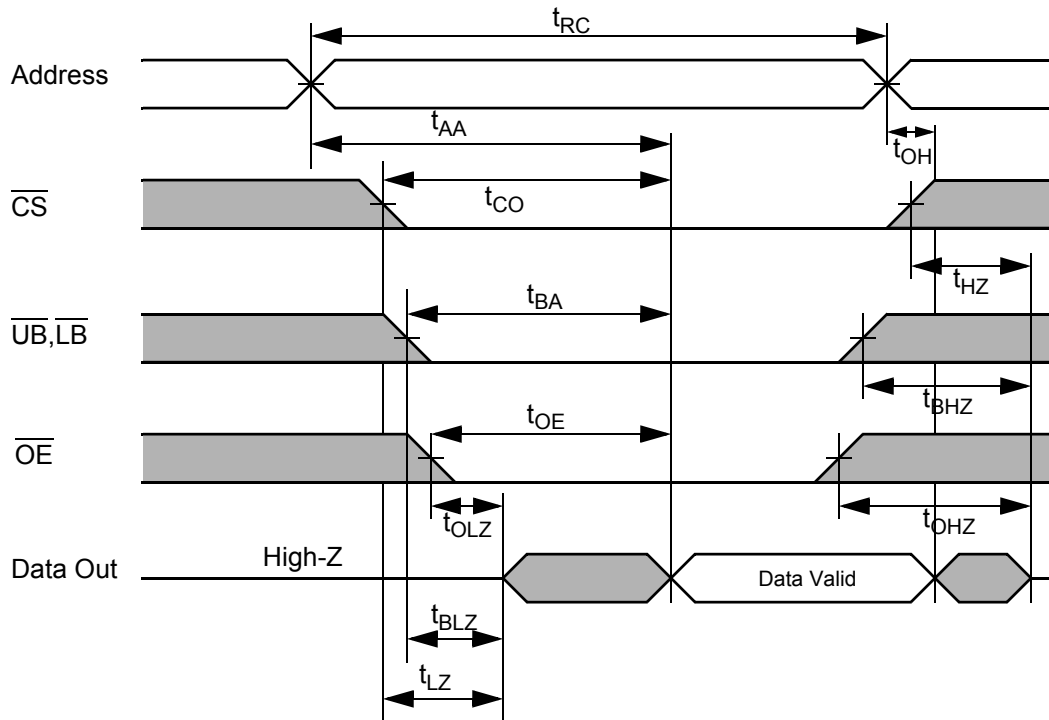 tRC
Address
tAA
tOH
CS
tCO
tHZ
tBA
UB,LB
tBHZ
tOE
OE
tOLZ
tOHZ
Data Out
High-Z
Data Valid
tBLZ
tLZ